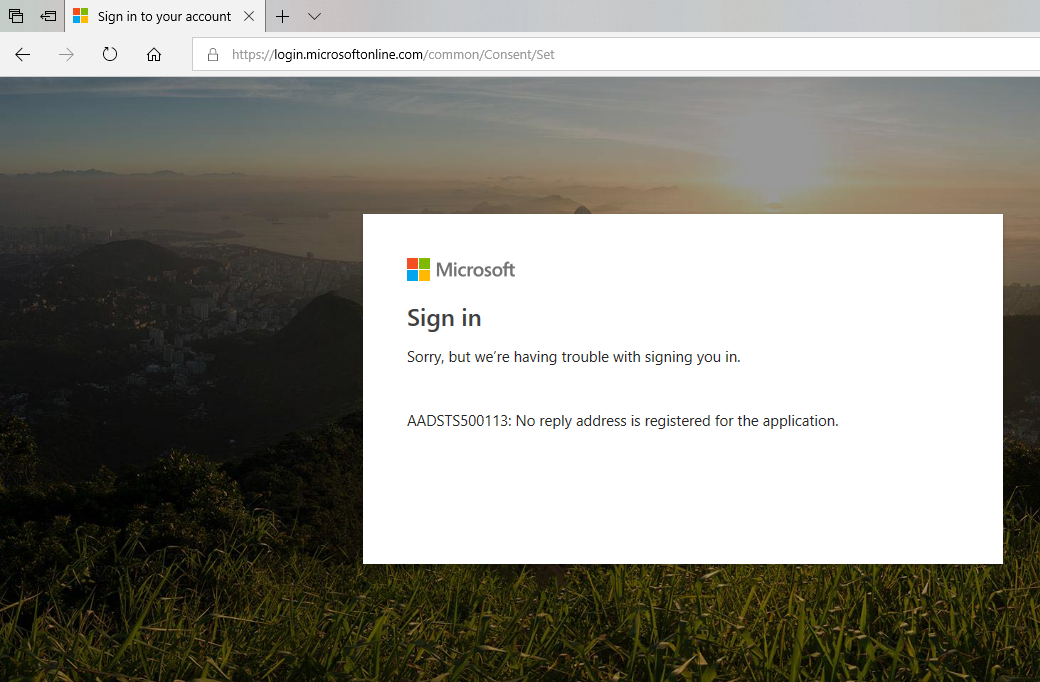 Sign in to your account
https://login.microsoftonline.com/common/Consent/Set
Microsoft
Sign in
Sorry, but we’re having trouble with signing you in.
AADSTS500113: No reply address is registered for the application.